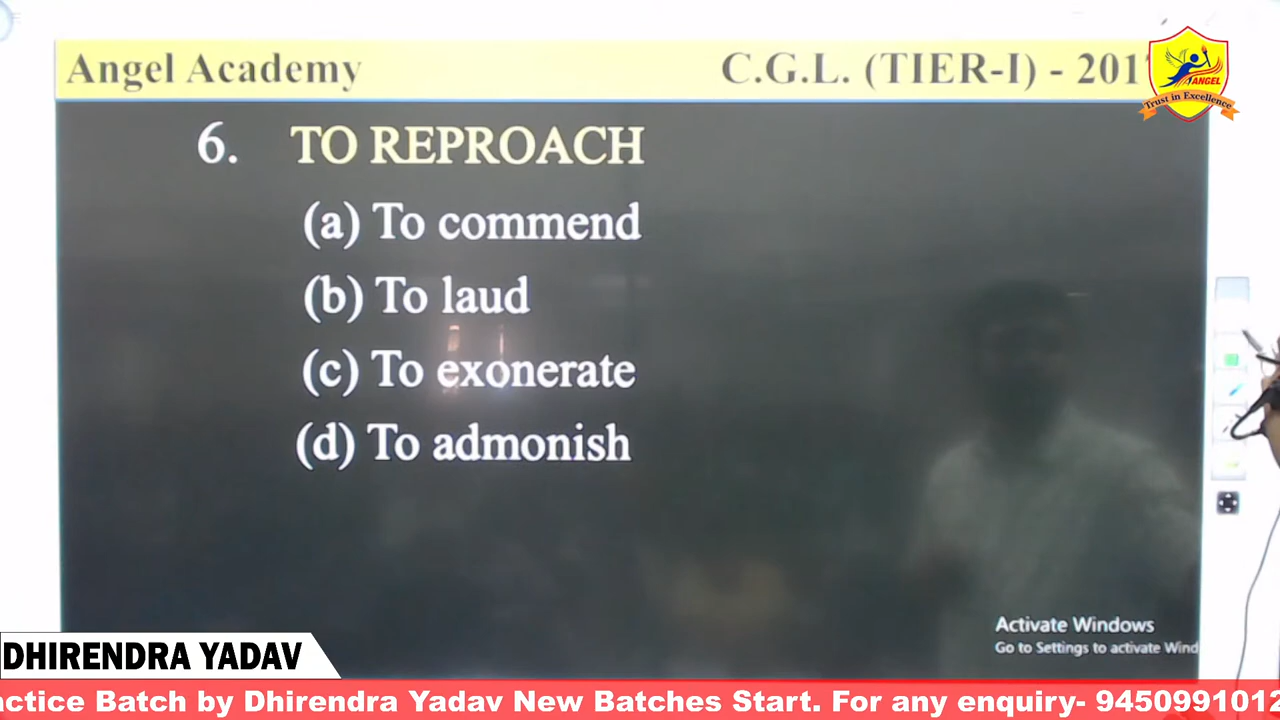 Angel Academy
C.G.L. (TIER-I) - 201
ANGEL
Trust in Excellence
6. TO REPROACH
(a) To commend
(b) To laud
(c) To exonerate
(d) To admonish
Activate Windows
Go to Settings to activate Wind
DHIRENDRA YADAV
actice Batch by Dhirendra Yadav New Batches Start. For any enquiry- 9450991012